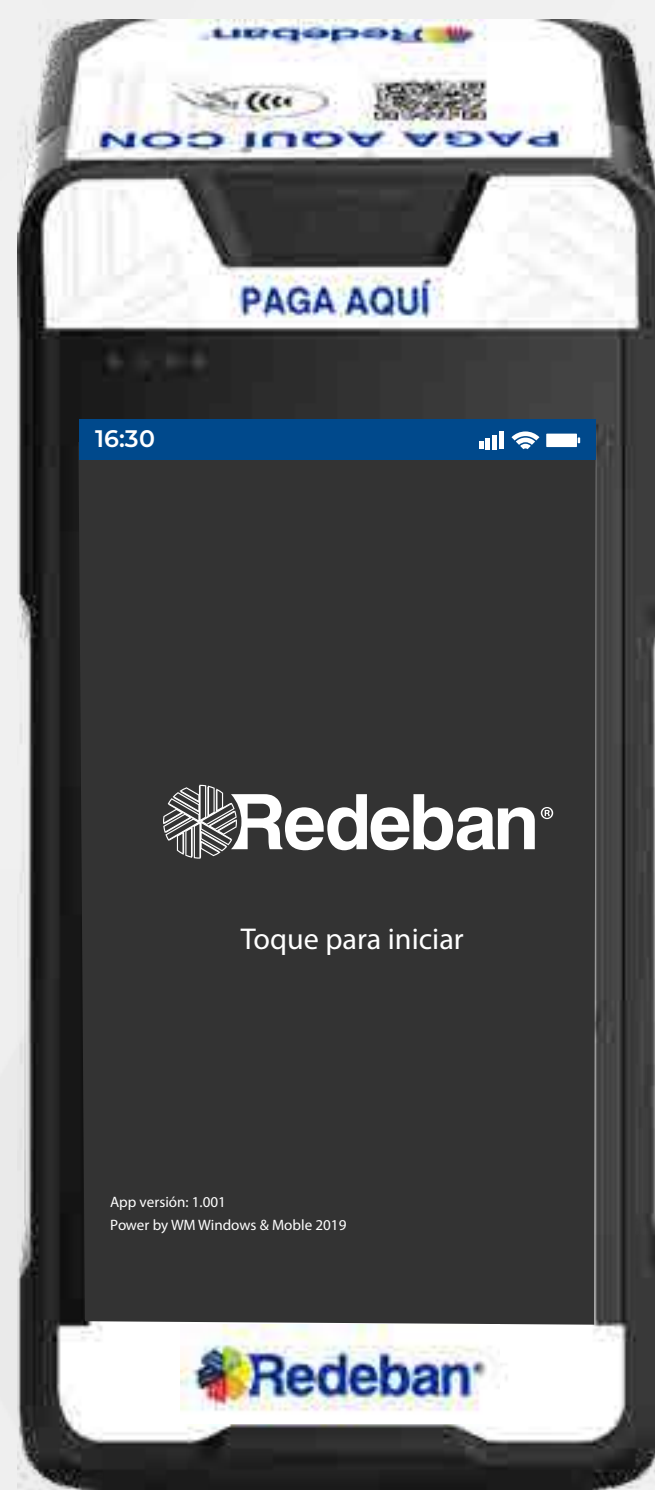 Redeban
PAGA AQUÍ CON
PAGA AQUÍ
16:30
Redeban®
Toque para iniciar
App versión: 1.001
Power by WM Windows & Moble 2019
Redeban®